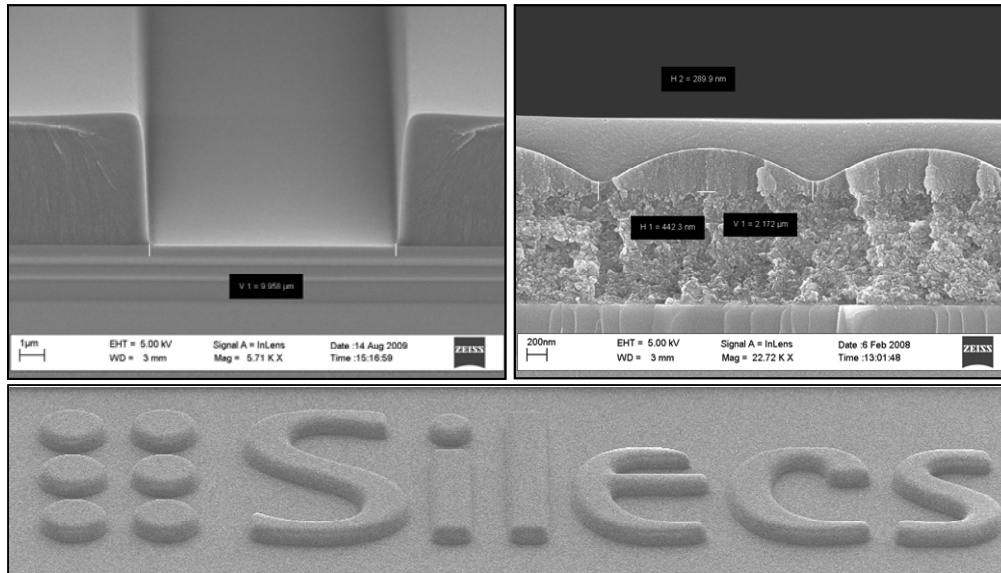 V 1 = 9.958 µm
1µm
EHT = 5.00 kV
WD = 3 mm
Signal A = InLens
Mag = 5.71 K X
Date :14 Aug 2009
Time :15:16:59
ZEISS
H 2 = 289.9 nm
H 1 = 442.3 nm
V 1 = 2.172 µm
200nm
EHT = 5.00 kV
WD = 3 mm
Signal A = InLens
Mag = 22.72 K X
Date :6 Feb 2008
Time :13:01:48
ZEISS
Silecs